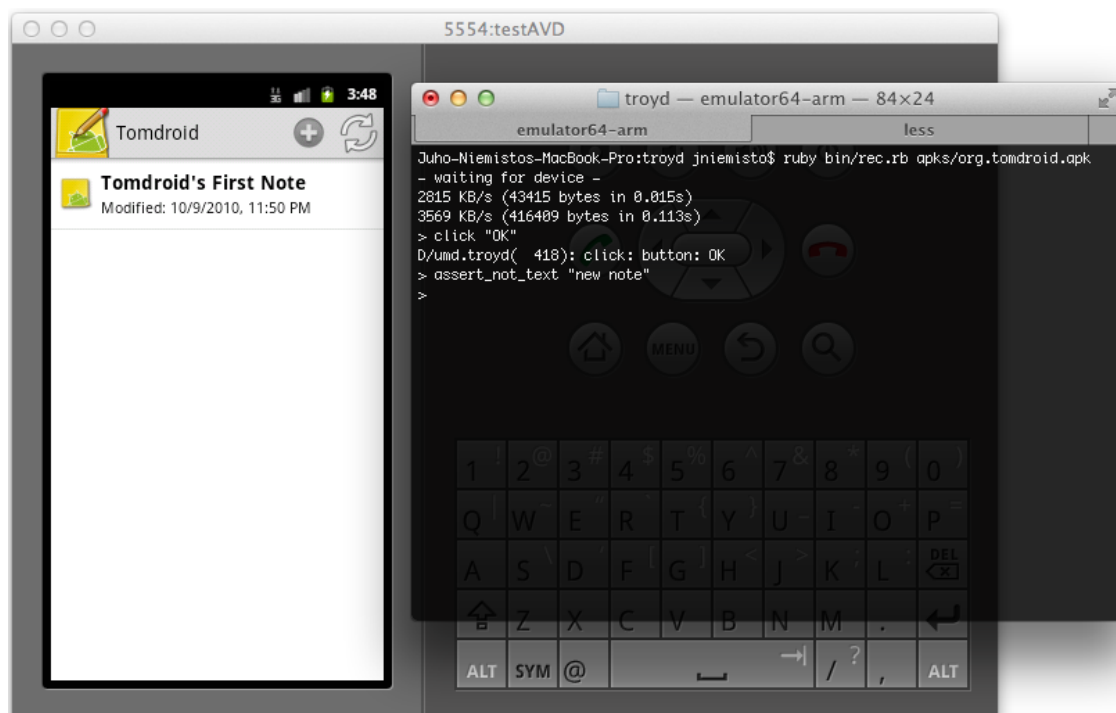 5554:testAVD
3G 3:48
Tomdroid
Tomdroid's First Note
Modified: 10/9/2010, 11:50 PM
troyd — emulator64-arm — 84×24
emulator64-arm
less
Juho-Niemistos-MacBook-Pro:troyd jniemisto$ ruby bin/rec.rb apks/org.tomdroid.apk
- waiting for device -
2815 KB/s (43415 bytes in 0.015s)
3569 KB/s (416409 bytes in 0.113s)
> click "OK"
D/umd.troyd(  418): click: button: OK
> assert_not_text "new note"
>
MENU
1 ! 2 @ 3 # 4 $ 5 % 6 ^ 7 & 8 * 9 ( 0 )
Q | W ~ E " R ` T { Y } U _ I - O + P =
A S \ D ' F [ G ] H < J > K ; L : DEL
Z X C V B N M .
ALT SYM @ / ? , ALT